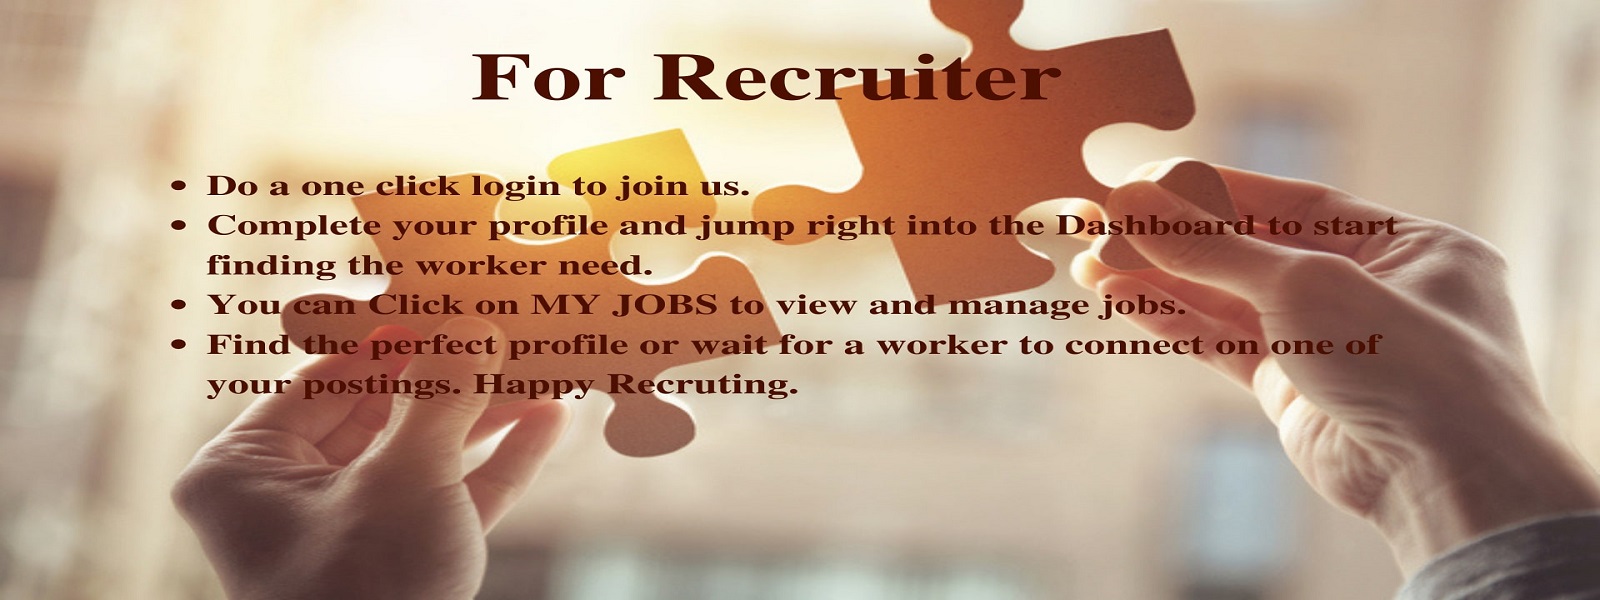 For Recruiter
• Do a one click login to join us.
• Complete your profile and jump right into the Dashboard to start
finding the worker need.
• You can Click on MY JOBS to view and manage jobs.
• Find the perfect profile or wait for a worker to connect on one of
your postings. Happy Recruting.